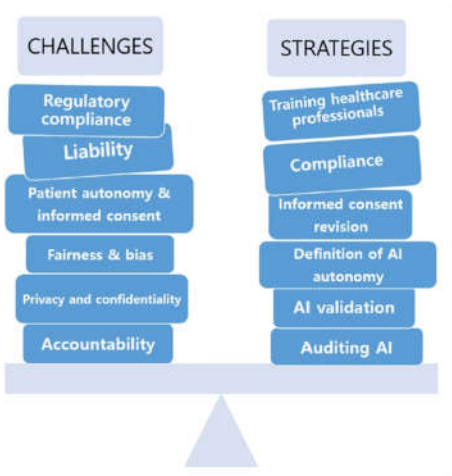 CHALLENGES
Regulatory
compliance
Liability
Patient autonomy &
informed consent
Fairness & bias
Privacy and confidentiality
Accountability
STRATEGIES
Training healthcare
professionals
Compliance
Informed consent
revision
Definition of AI
autonomy
AI validation
Auditing AI